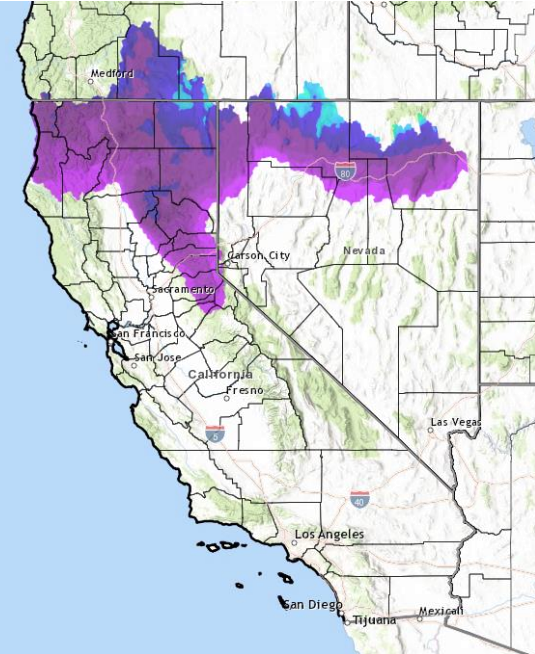 Medford
80
Carson City
Nevada
Sacramento
San Francisco
San Jose
California
Fresno
5
Las Vegas
40
Los Angeles
San Diego
Mexicali
Tijuana